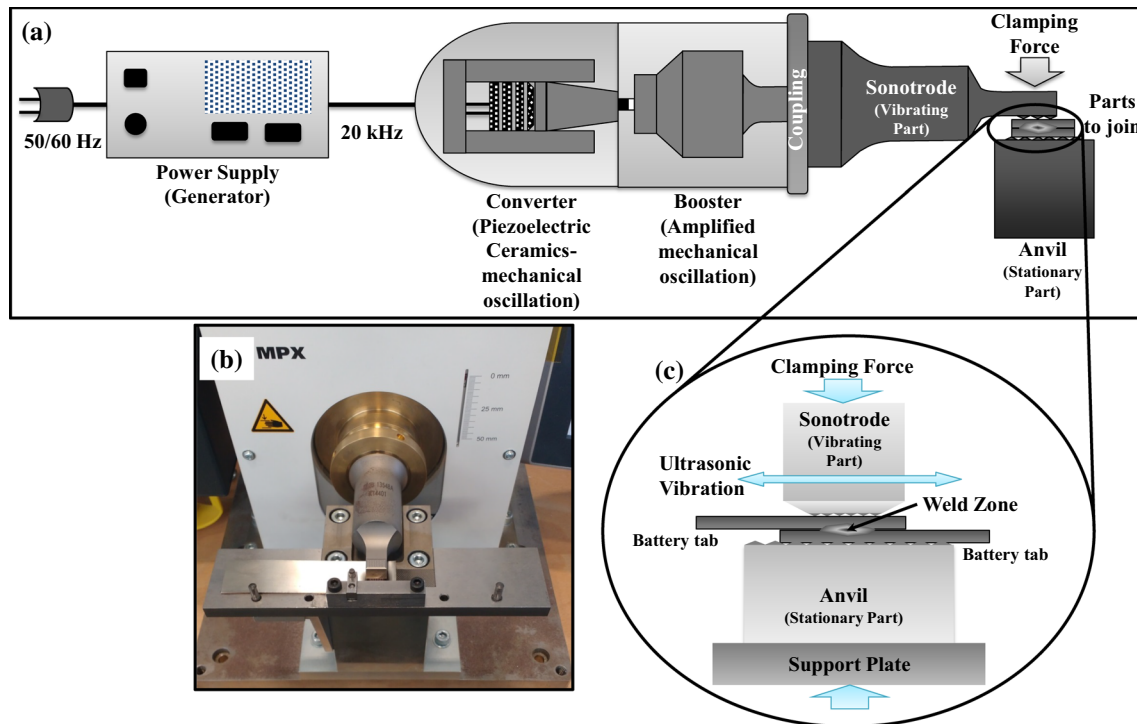 (a)
50/60 Hz
Power Supply
(Generator)
20 kHz
Converter
(Piezoelectric
Ceramics-
mechanical
oscillation)
Booster
(Amplified
mechanical
oscillation)
Coupling
Sonotrode
(Vibrating
Part)
Clamping
Force
Parts
to join
Anvil
(Stationary
Part)
(b)
MPX
0 mm
25 mm
50 mm
(c)
Clamping Force
Sonotrode
(Vibrating
Part)
Ultrasonic
Vibration
Weld Zone
Battery tab
Battery tab
Anvil
(Stationary Part)
Support Plate